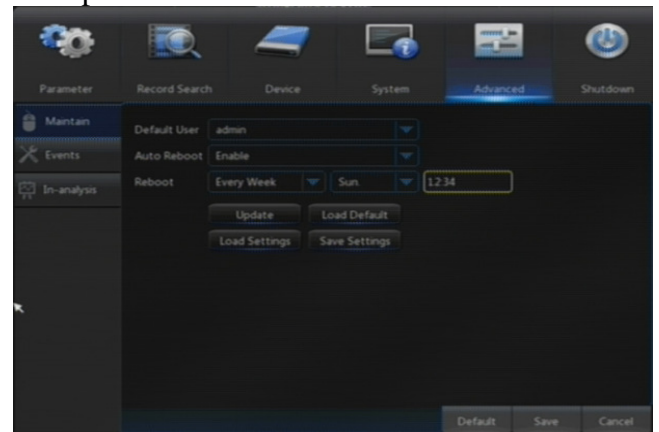 Parameter Record Search Device System Advanced Shutdown
Maintan
Events
In-analysis
Default User admin
Auto Reboot Enable
Reboot Every Week Sun 12:34
Update Load Default
Load Settings Save Settings
Default Save Cancel